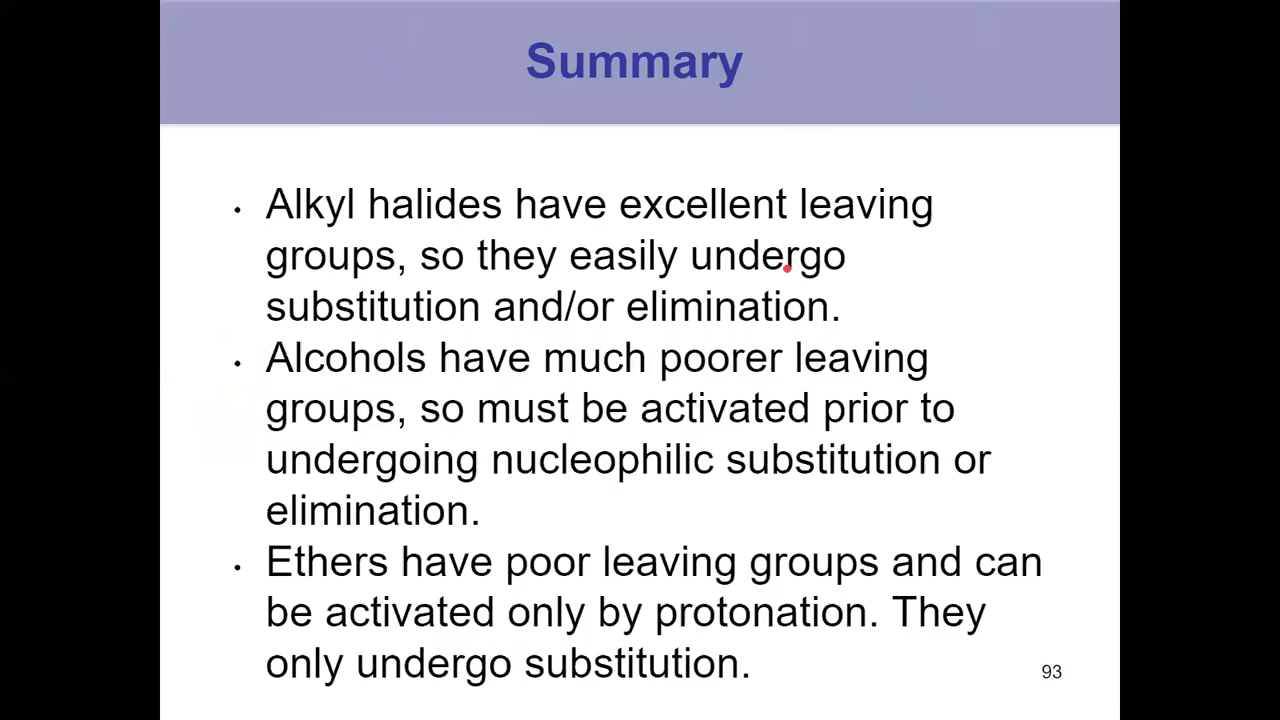 Summary
• Alkyl halides have excellent leaving
groups, so they easily undergo
substitution and/or elimination.
• Alcohols have much poorer leaving
groups, so must be activated prior to
undergoing nucleophilic substitution or
elimination.
• Ethers have poor leaving groups and can
be activated only by protonation. They
only undergo substitution.
93